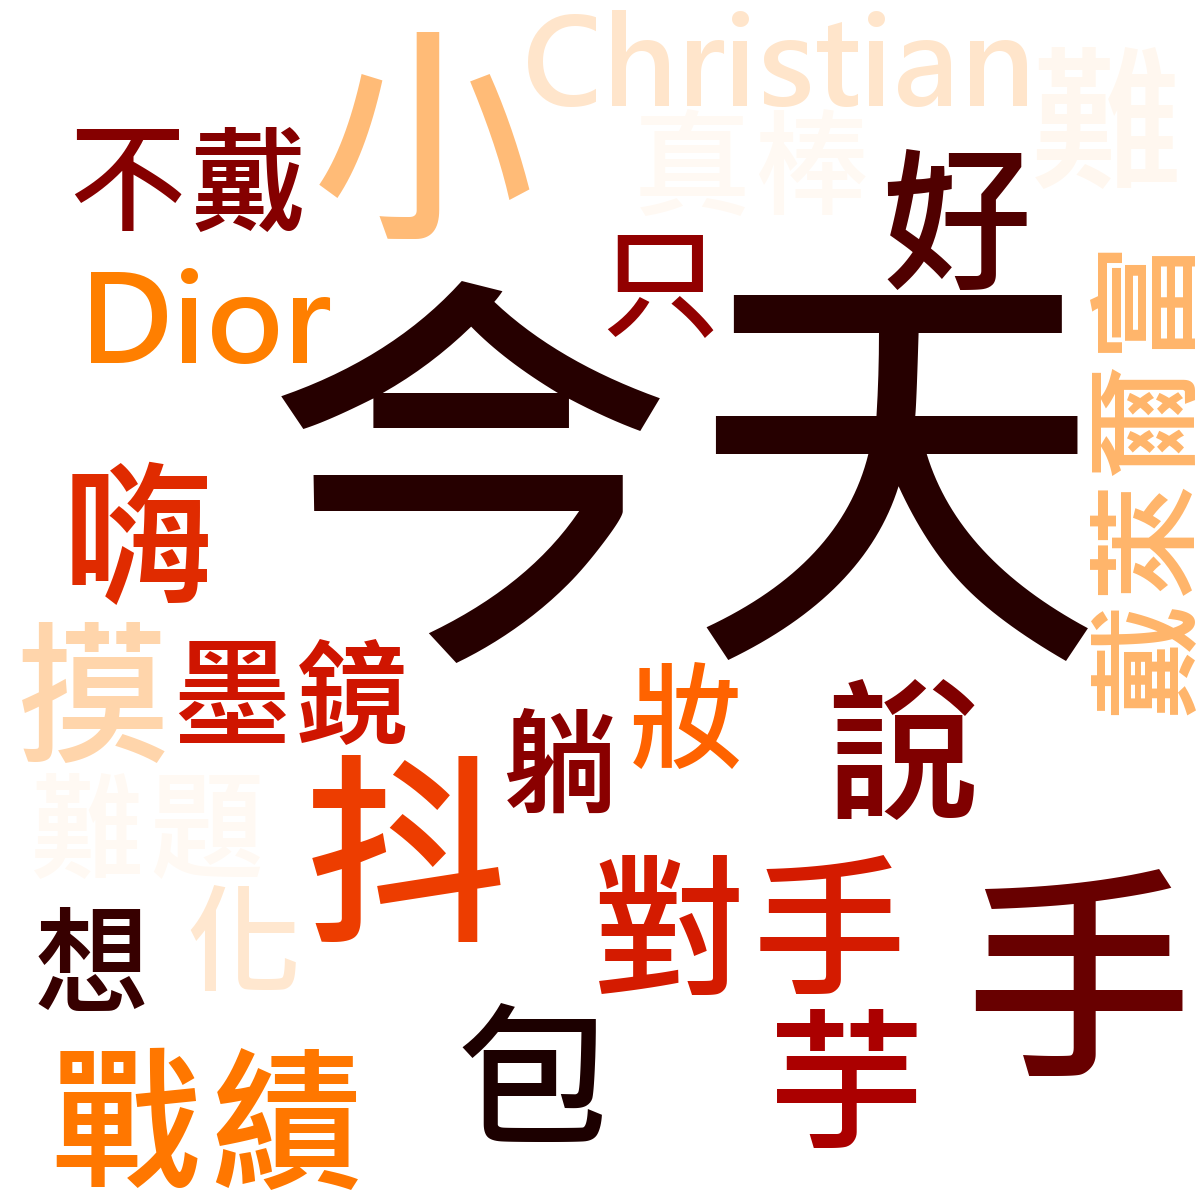 Christian
小
難
不戴
真棒
好
只
Dior
今天
戴萊爾富
嗨
摸
墨鏡
妝
說
躺
抖
難題
對手
手
化
想
包
芋
戰績